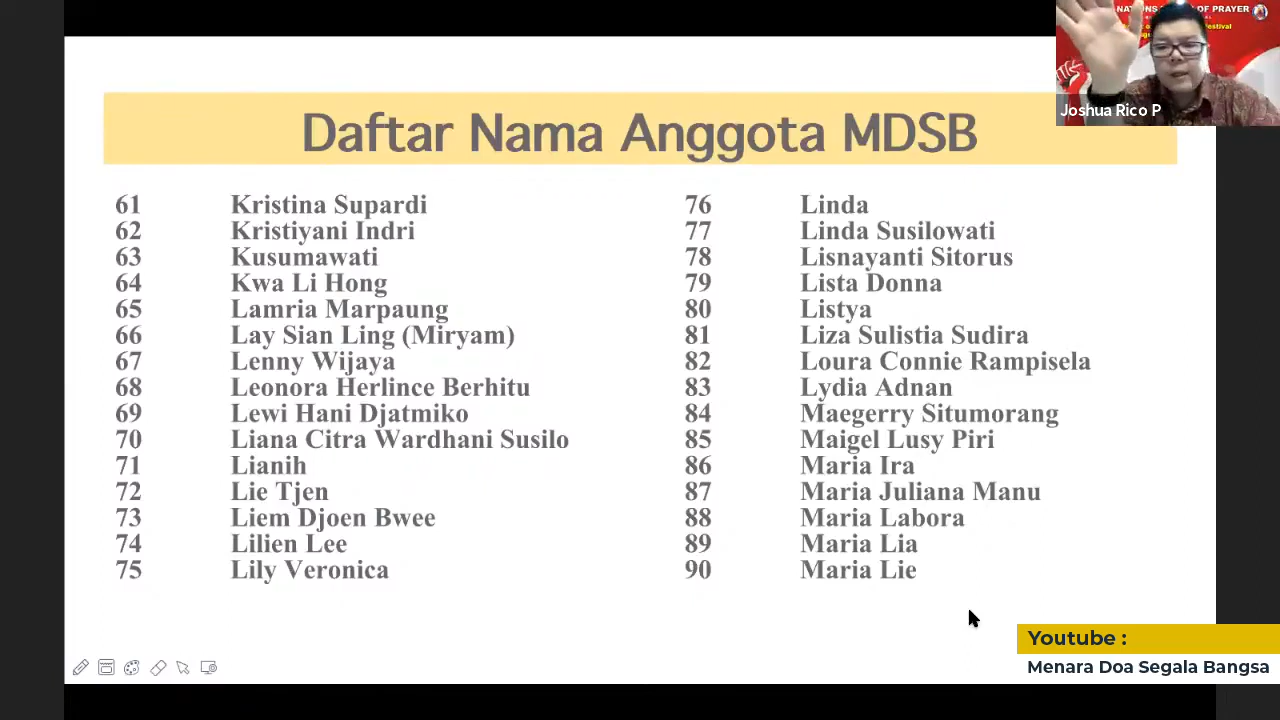 NATIONS
OF PRAYER
Joshua Rico P
Daftar Nama Anggota MDSB
61 Kristina Supardi
62 Kristiyani Indri
63 Kusumawati
64 Kwa Li Hong
65 Lamria Marpaung
66 Lay Sian Ling (Miryam)
67 Lenny Wijaya
68 Leonora Herlince Berhitu
69 Lewi Hani Djatmiko
70 Liana Citra Wardhani Susilo
71 Lianih
72 Lie Tjen
73 Liem Djoen Bwee
74 Lilien Lee
75 Lily Veronica
76 Linda
77 Linda Susilowati
78 Lisnayanti Sitorus
79 Lista Donna
80 Listya
81 Liza Sulistia Sudira
82 Loura Connie Rampisela
83 Lydia Adnan
84 Maegerry Situmorang
85 Maigel Lusy Piri
86 Maria Ira
87 Maria Juliana Manu
88 Maria Labora
89 Maria Lia
90 Maria Lie
Youtube :
Menara Doa Segala Bangsa